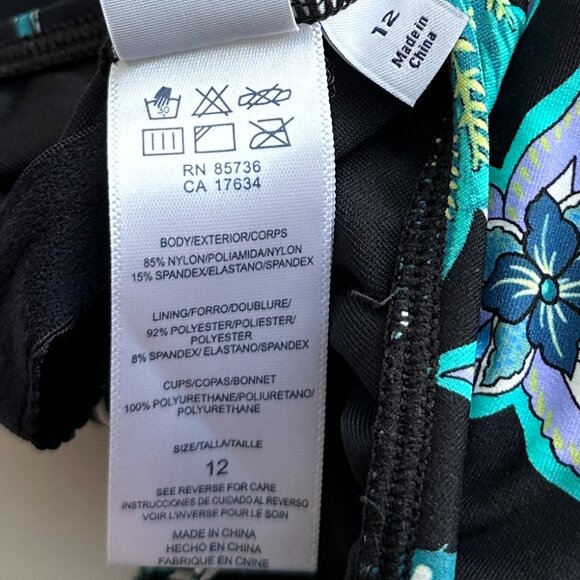 12
Made in
China
30
RN 85736
CA 17634
BODY/EXTERIOR/CORPS
85% NYLON/POLIAMIDA/NYLON
15% SPANDEX/ELASTANO/SPANDEX
LINING/FORRO/DOUBLURE/
92% POLYESTER/POLIESTER/
POLYESTER
8% SPANDEX/ ELASTANO/SPANDEX
CUPS/COPAS/BONNET
100% POLYURETHANE/POLIURETANO/
POLYURETHANE
SIZE/TALLA/TAILLE
12
SEE REVERSE FOR CARE
INSTRUCCIONES DE CUIDADO AL REVERSO
VOIR L'INVERSE POUR LE SOIN
MADE IN CHINA
HECHO EN CHINA
FABRIQUE EN CNINE